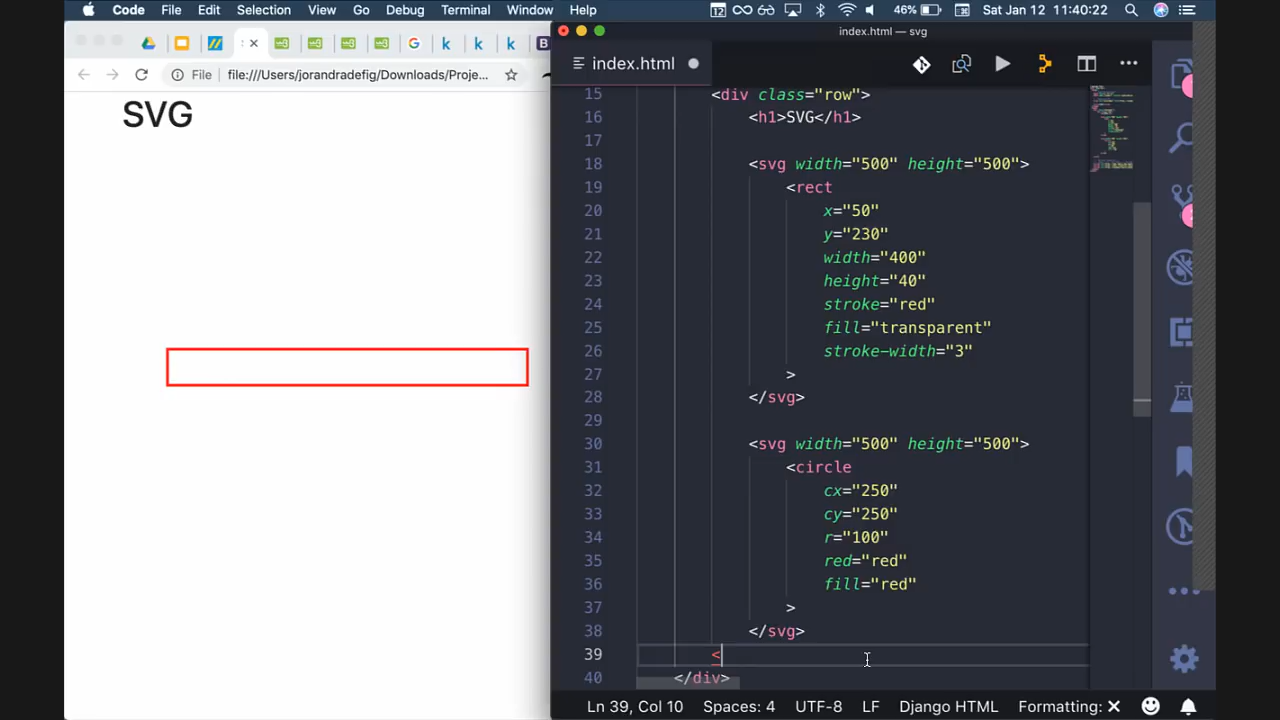 Code File Edit Selection View Go Debug Terminal Window Help 12 46% Sat Jan 12 11:40:22
index.html — svg
index.html
File file:///Users/jorandradefig/Downloads/Proje...
SVG
15 <div class="row">
16 <h1>SVG</h1>
17
18 <svg width="500" height="500">
19 <rect
20 x="50"
21 y="230"
22 width="400"
23 height="40"
24 stroke="red"
25 fill="transparent"
26 stroke-width="3"
27 >
28 </svg>
29
30 <svg width="500" height="500">
31 <circle
32 cx="250"
33 cy="250"
34 r="100"
35 red="red"
36 fill="red"
37 >
38 </svg>
39 <
40 </div>
Ln 39, Col 10 Spaces: 4 UTF-8 LF Django HTML Formatting: ✕